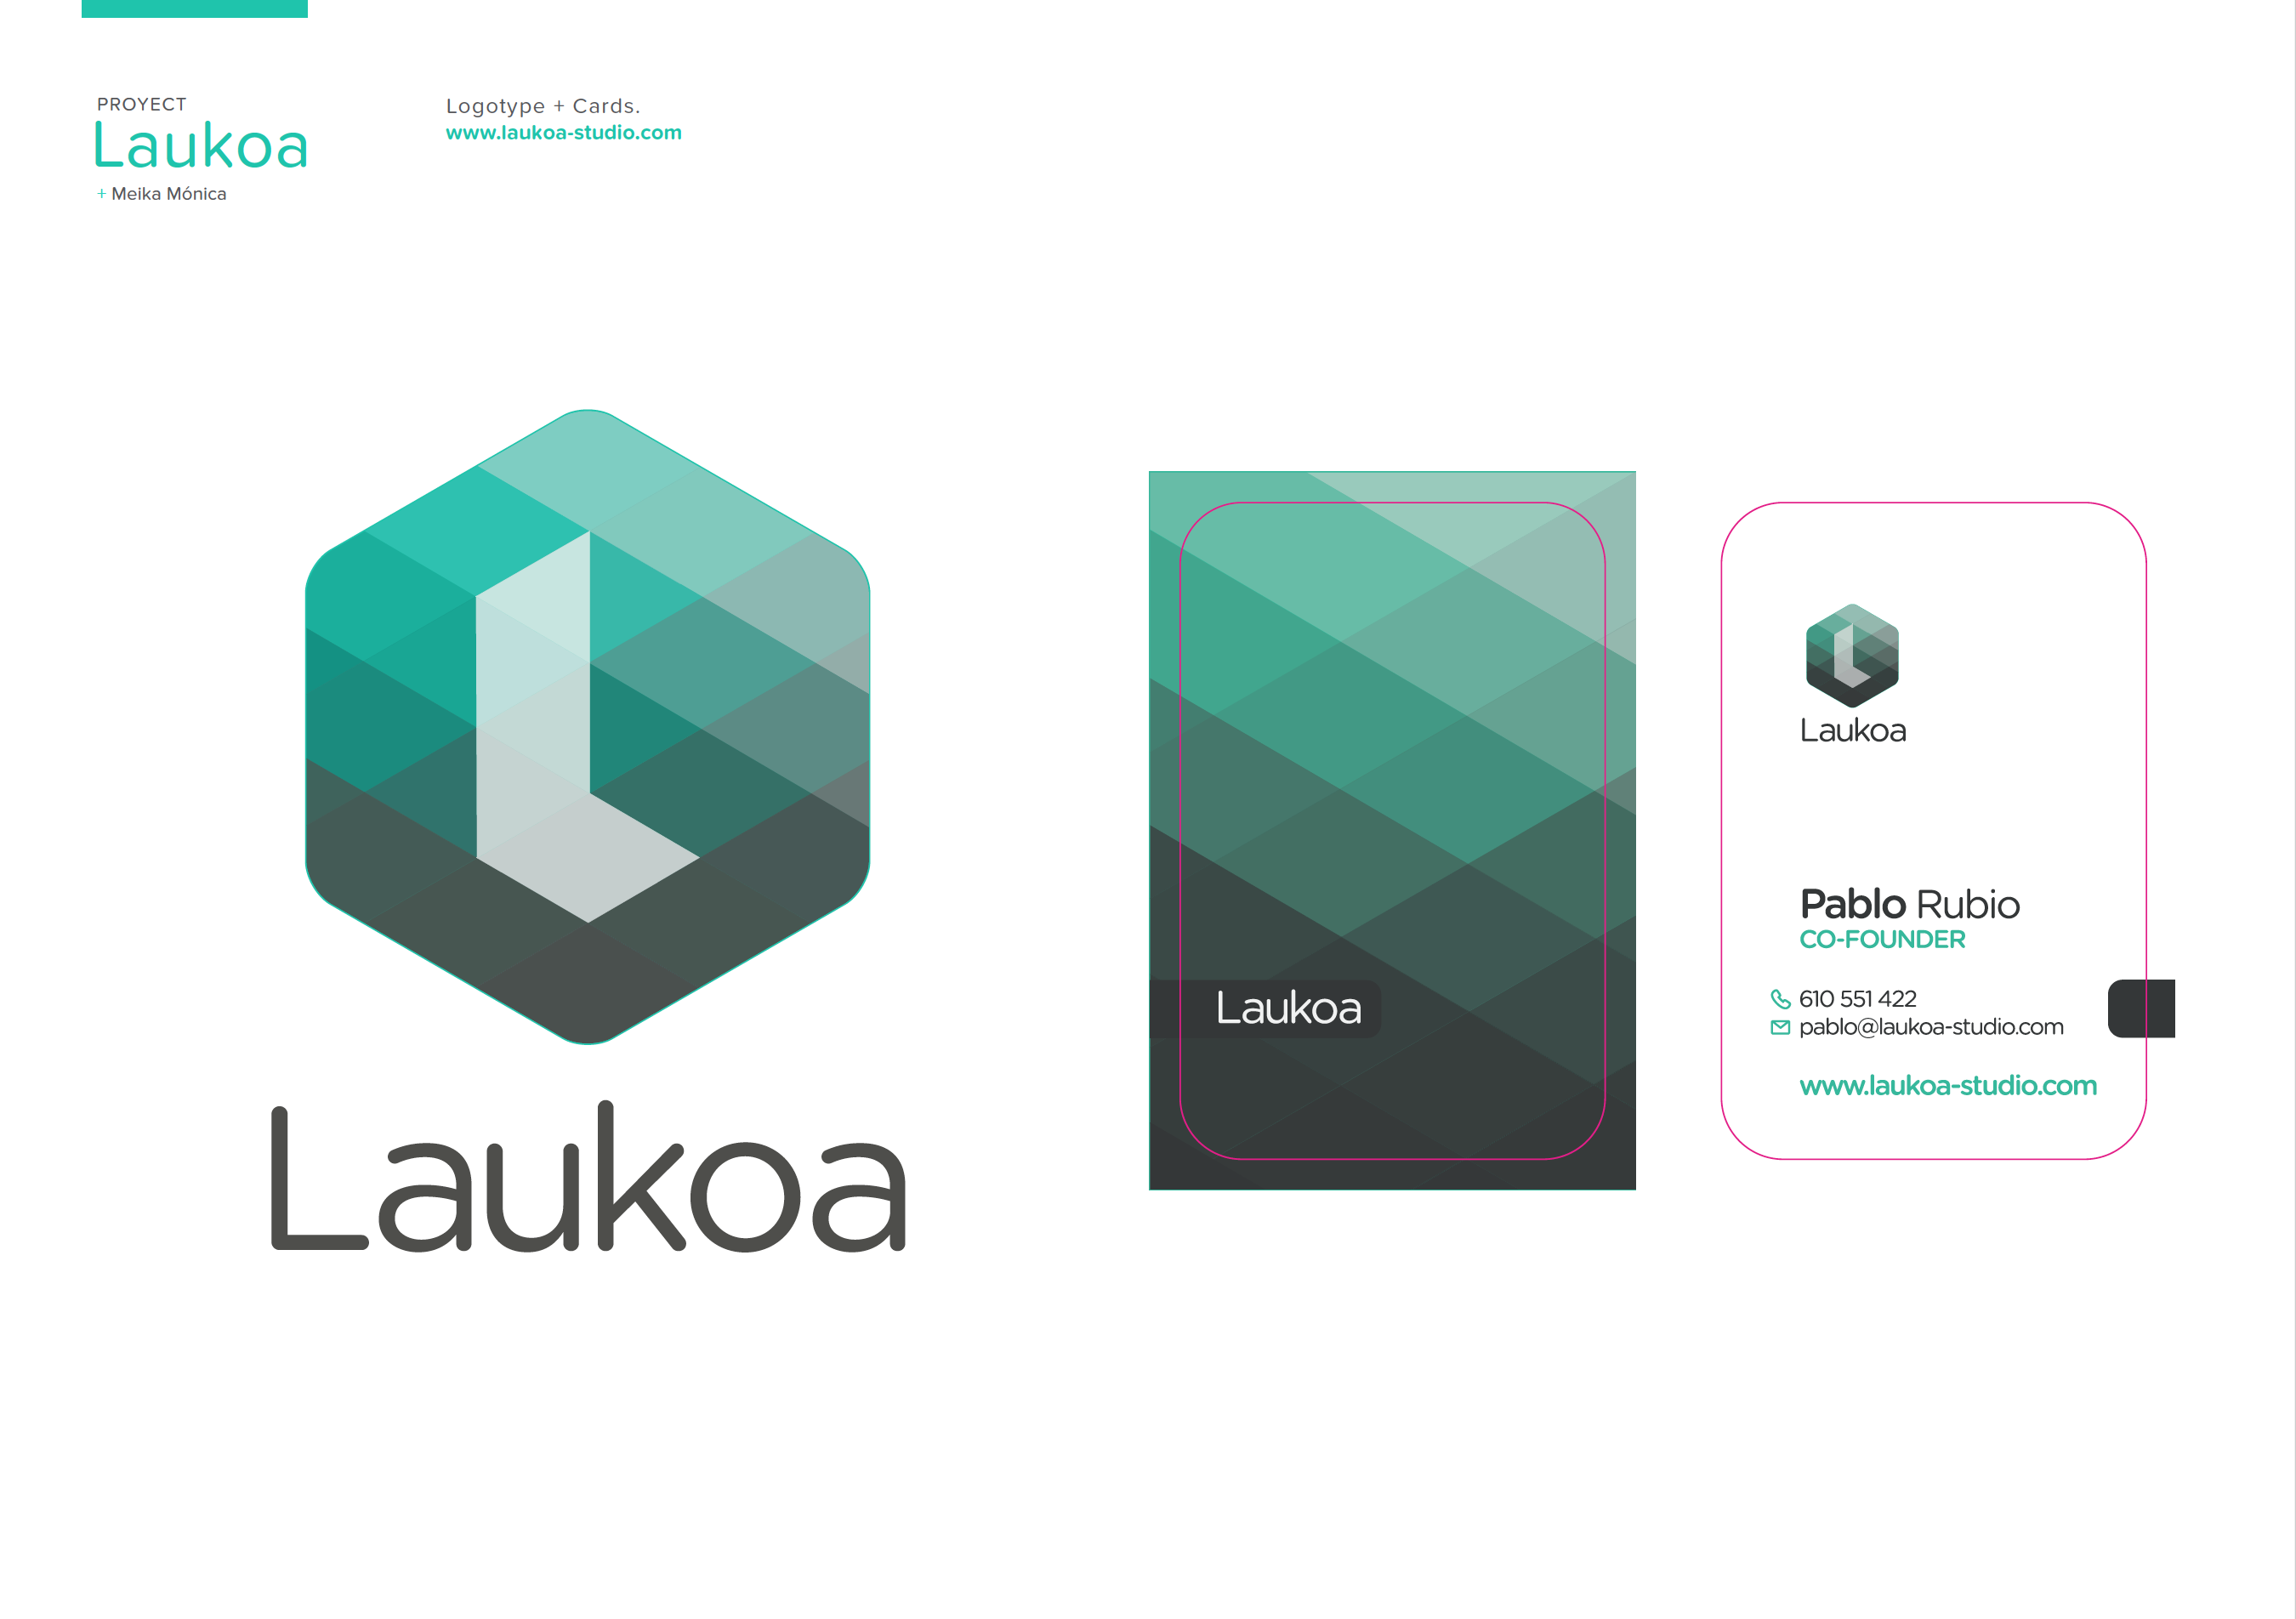 PROYECT
Laukoa
+ Meika Mónica
Logotype + Cards.
www.laukoa-studio.com
Laukoa
Laukoa
Laukoa
Pablo Rubio
CO-FOUNDER
610 551 422
pablo@laukoa-studio.com
www.laukoa-studio.com